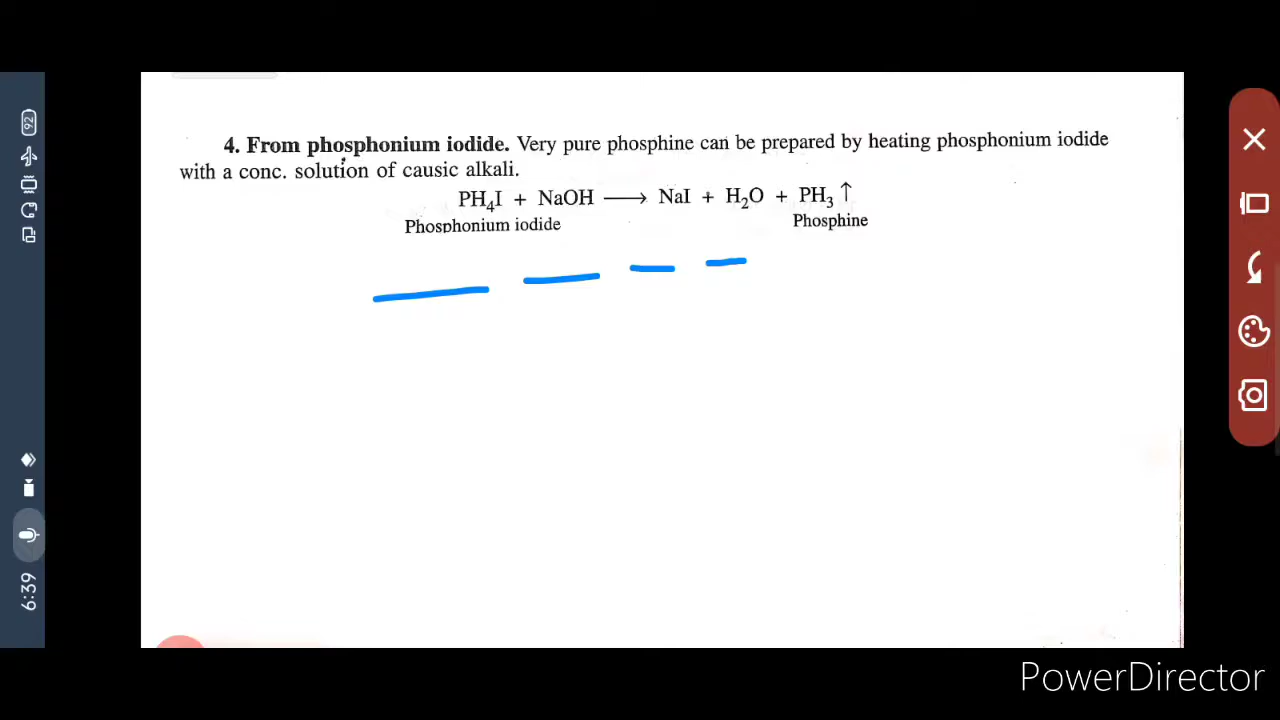 4. From phosphonium iodide. Very pure phosphine can be prepared by heating phosphonium iodide
with a conc. solution of causic alkali.
PH₄I + NaOH ⟶ NaI + H₂O + PH₃ ↑
Phosphonium iodide Phosphine
92
6:39
PowerDirector